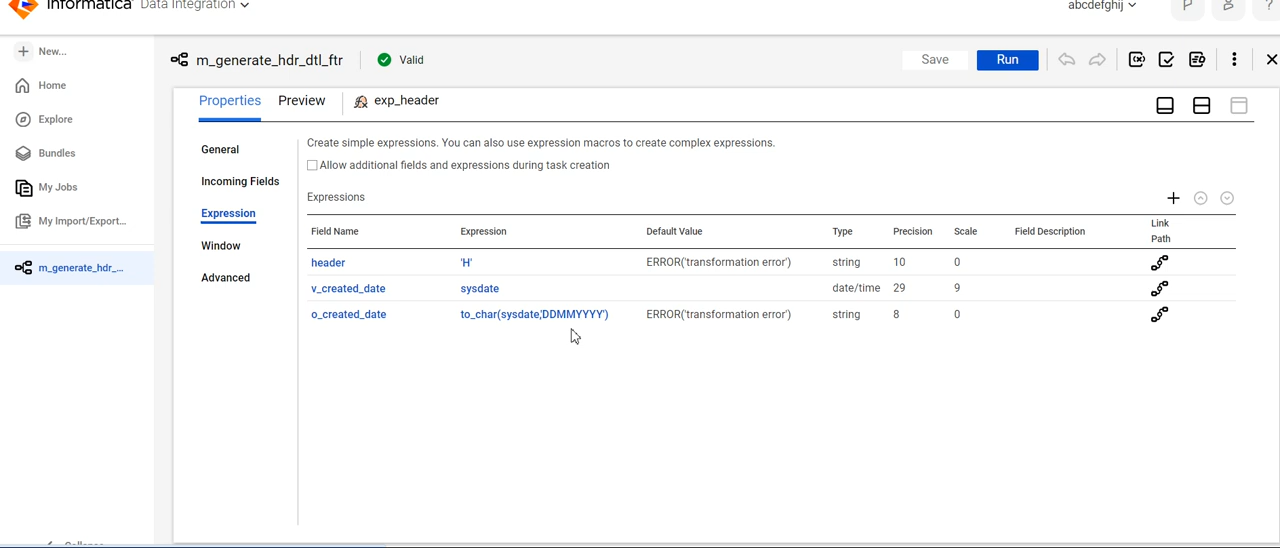 Informatica Data Integration
abcdefghij
P
?
New...
Home
Explore
Bundles
My Jobs
My Import/Export...
m_generate_hdr_...
Collapse
m_generate_hdr_dtl_ftr
Valid
Save
Run
Properties
Preview
exp_header
General
Incoming Fields
Expression
Window
Advanced
Create simple expressions. You can also use expression macros to create complex expressions.
Allow additional fields and expressions during task creation
Expressions
Field Name Expression Default Value Type Precision Scale Field Description Link Path
header 'H' ERROR('transformation error') string 10 0
v_created_date sysdate date/time 29 9
o_created_date to_char(sysdate,'DDMMYYYY') ERROR('transformation error') string 8 0